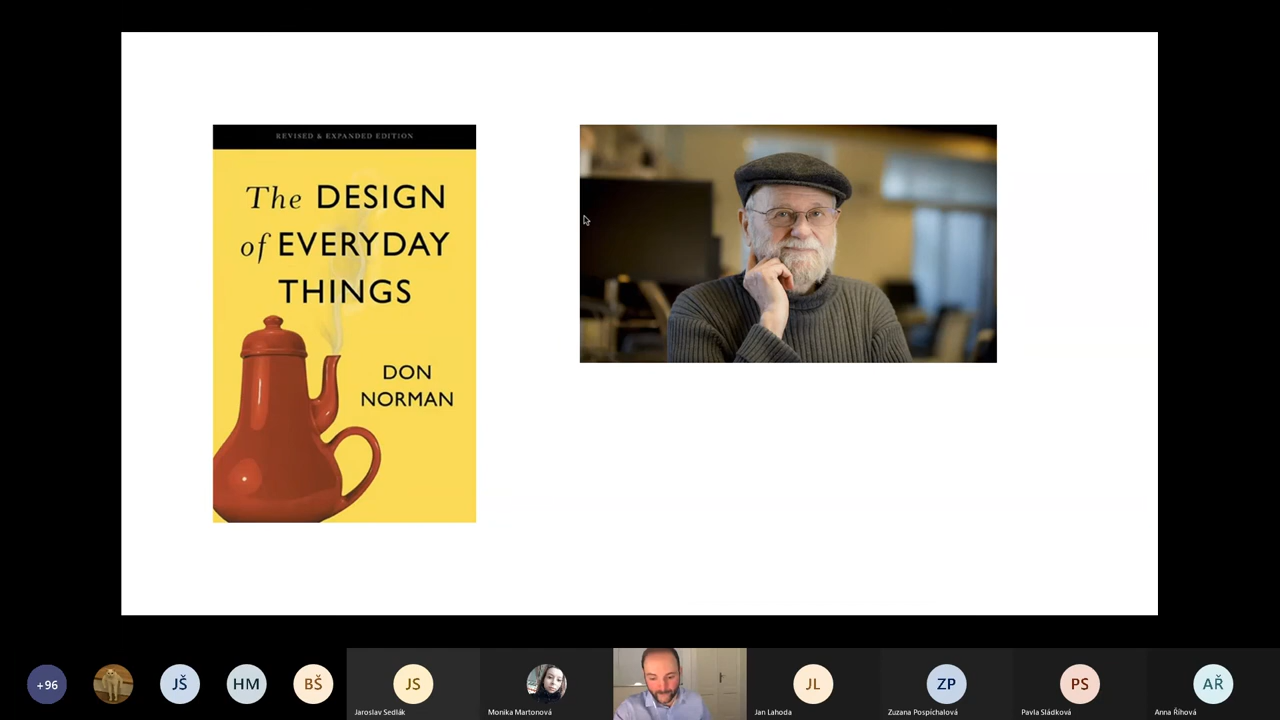 REVISED & EXPANDED EDITION
The DESIGN
of EVERYDAY
THINGS
DON
NORMAN
+96
JŠ
HM
BŠ
JS
Jaroslav Sedlák
Monika Martonová
JL
Jan Lahoda
ZP
Zuzana Pospíchalová
PS
Pavla Sládková
AŘ
Anna Říhová